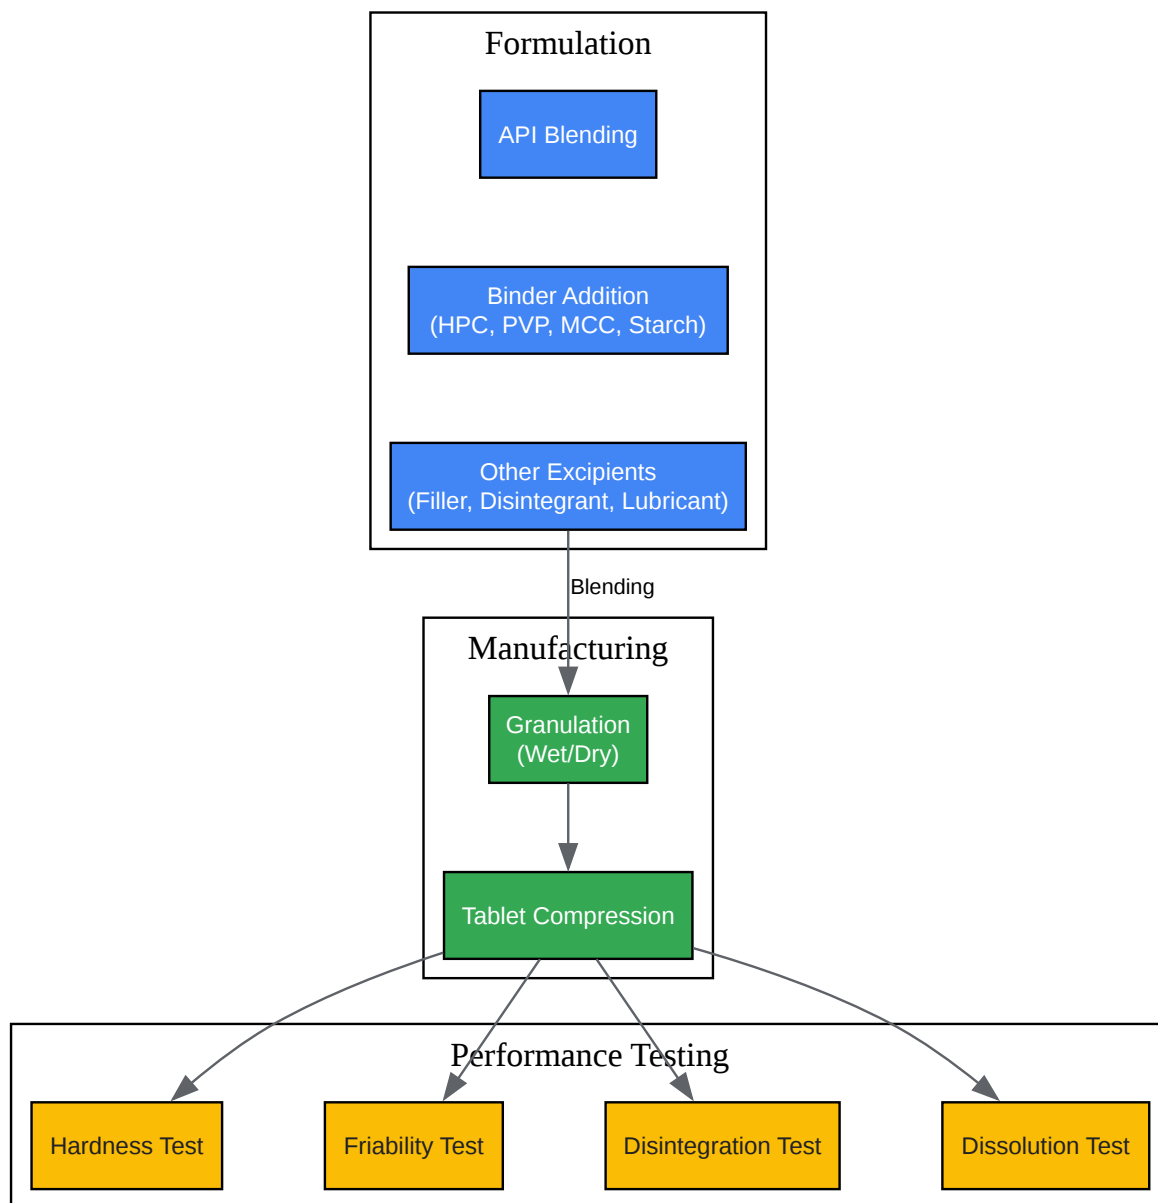 Formulation
API Blending
Binder Addition
(HPC, PVP, MCC, Starch)
Other Excipients
(Filler, Disintegrant, Lubricant)
Blending
Manufacturing
Granulation
(Wet/Dry)
Tablet Compression
Performance Testing
Hardness Test
Friability Test
Disintegration Test
Dissolution Test